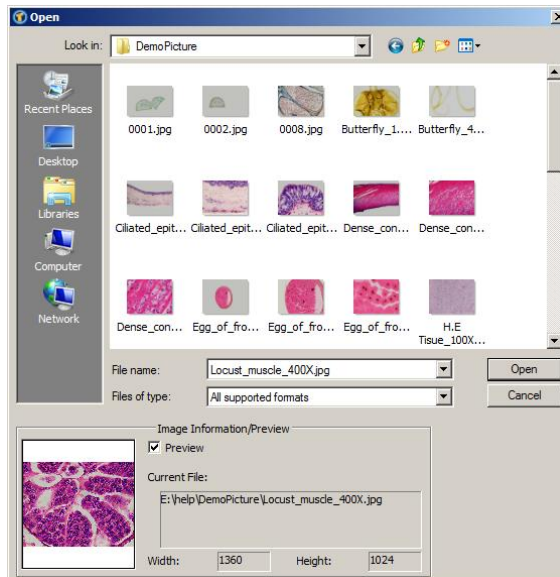 Open
Look in: DemoPicture
Recent Places
Desktop
Libraries
Computer
Network
0001.jpg 0002.jpg 0008.jpg Butterfly_1.... Butterfly_4...
Ciliated_epit... Ciliated_epit... Ciliated_epit... Dense_con... Dense_con...
Dense_con... Egg_of_fro... Egg_of_fro... Egg_of_fro... H.E
Tisue_100X...
File name: Locust_muscle_400X.jpg Open
Files of type: All supported formats Cancel
Image Information/Preview
Preview
Current File:
E:\help\DemoPicture\Locust_muscle_400X.jpg
Width: 1360 Height: 1024